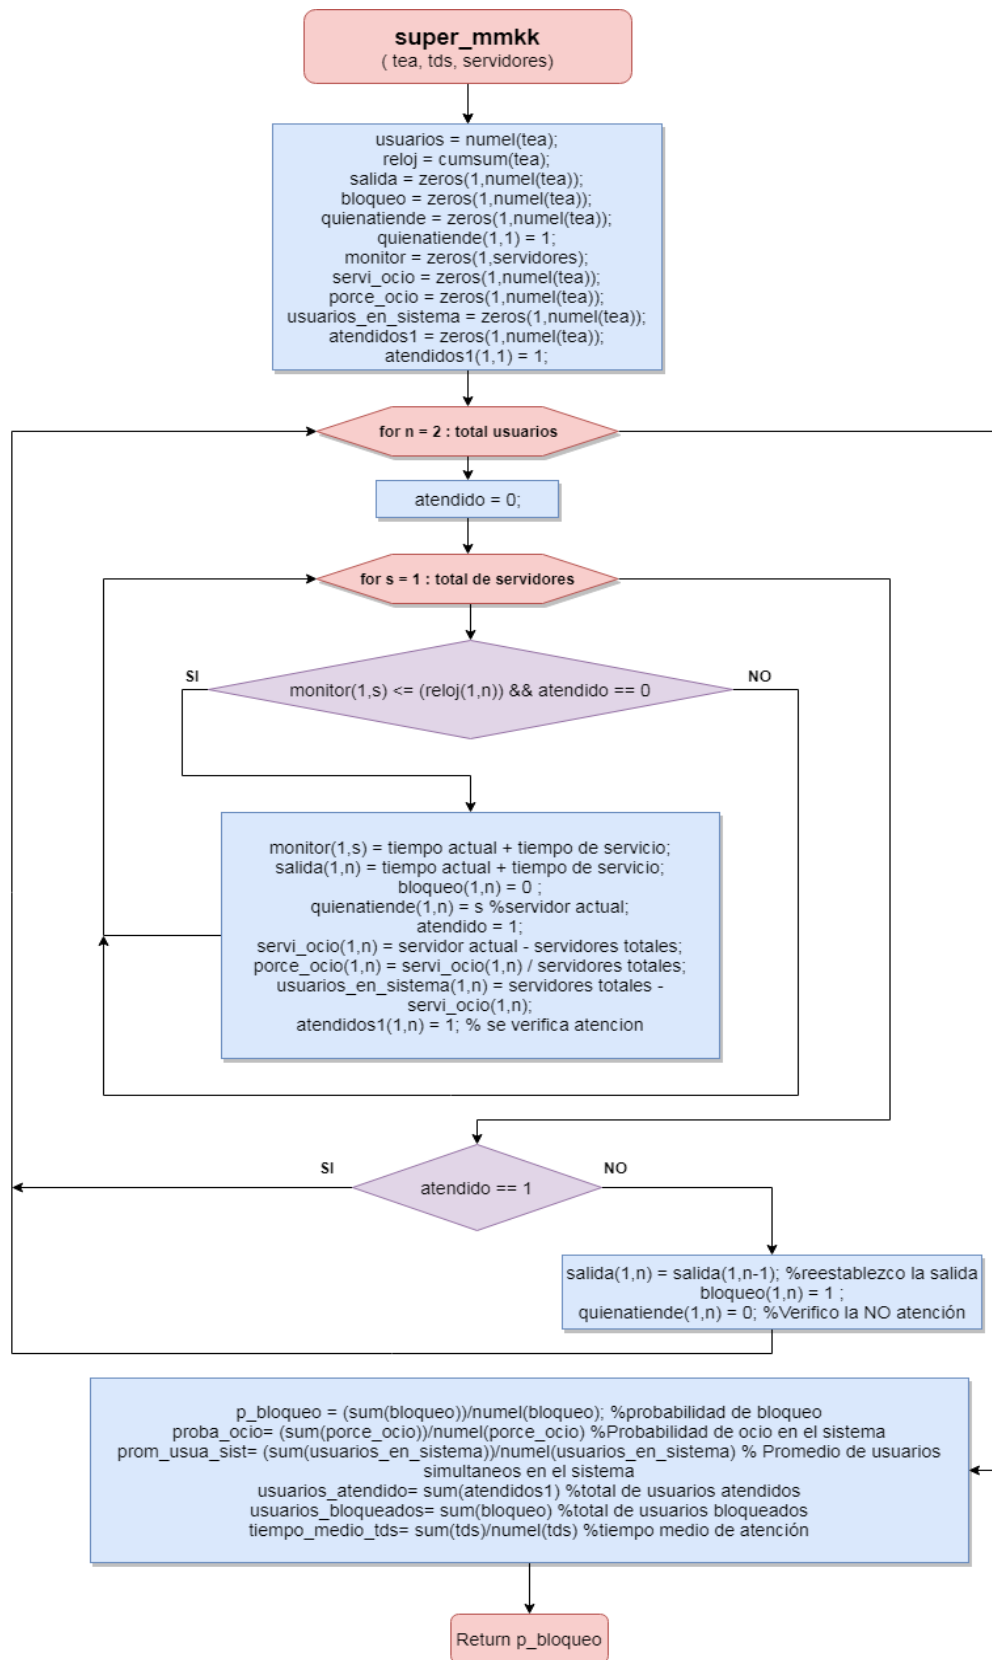 super_mmkk
( tea, tds, servidores)
usuarios = numel(tea);
reloj = cumsum(tea);
salida = zeros(1,numel(tea));
bloqueo = zeros(1,numel(tea));
quienatiende = zeros(1,numel(tea));
quienatiende(1,1) = 1;
monitor = zeros(1,servidores);
servi_ocio = zeros(1,numel(tea));
porce_ocio = zeros(1,numel(tea));
usuarios_en_sistema = zeros(1,numel(tea));
atendidos1 = zeros(1,numel(tea));
atendidos1(1,1) = 1;
for n = 2 : total usuarios
atendido = 0;
for s = 1 : total de servidores
SI
NO
monitor(1,s) <= (reloj(1,n)) && atendido == 0
monitor(1,s) = tiempo actual + tiempo de servicio;
salida(1,n) = tiempo actual + tiempo de servicio;
bloqueo(1,n) = 0 ;
quienatiende(1,n) = s %servidor actual;
atendido = 1;
servi_ocio(1,n) = servidor actual - servidores totales;
porce_ocio(1,n) = servi_ocio(1,n) / servidores totales;
usuarios_en_sistema(1,n) = servidores totales -
servi_ocio(1,n);
atendidos1(1,n) = 1; % se verifica atencion
SI
NO
atendido == 1
salida(1,n) = salida(1,n-1); %reestablezco la salida
bloqueo(1,n) = 1 ;
quienatiende(1,n) = 0; %Verifico la NO atención
p_bloqueo = (sum(bloqueo))/numel(bloqueo); %probabilidad de bloqueo
proba_ocio= (sum(porce_ocio))/numel(porce_ocio) %Probabilidad de ocio en el sistema
prom_usua_sist= (sum(usuarios_en_sistema))/numel(usuarios_en_sistema) % Promedio de usuarios
simultaneos en el sistema
usuarios_atendido= sum(atendidos1) %total de usuarios atendidos
usuarios_bloqueados= sum(bloqueo) %total de usuarios bloqueados
tiempo_medio_tds= sum(tds)/numel(tds) %tiempo medio de atención
Return p_bloqueo